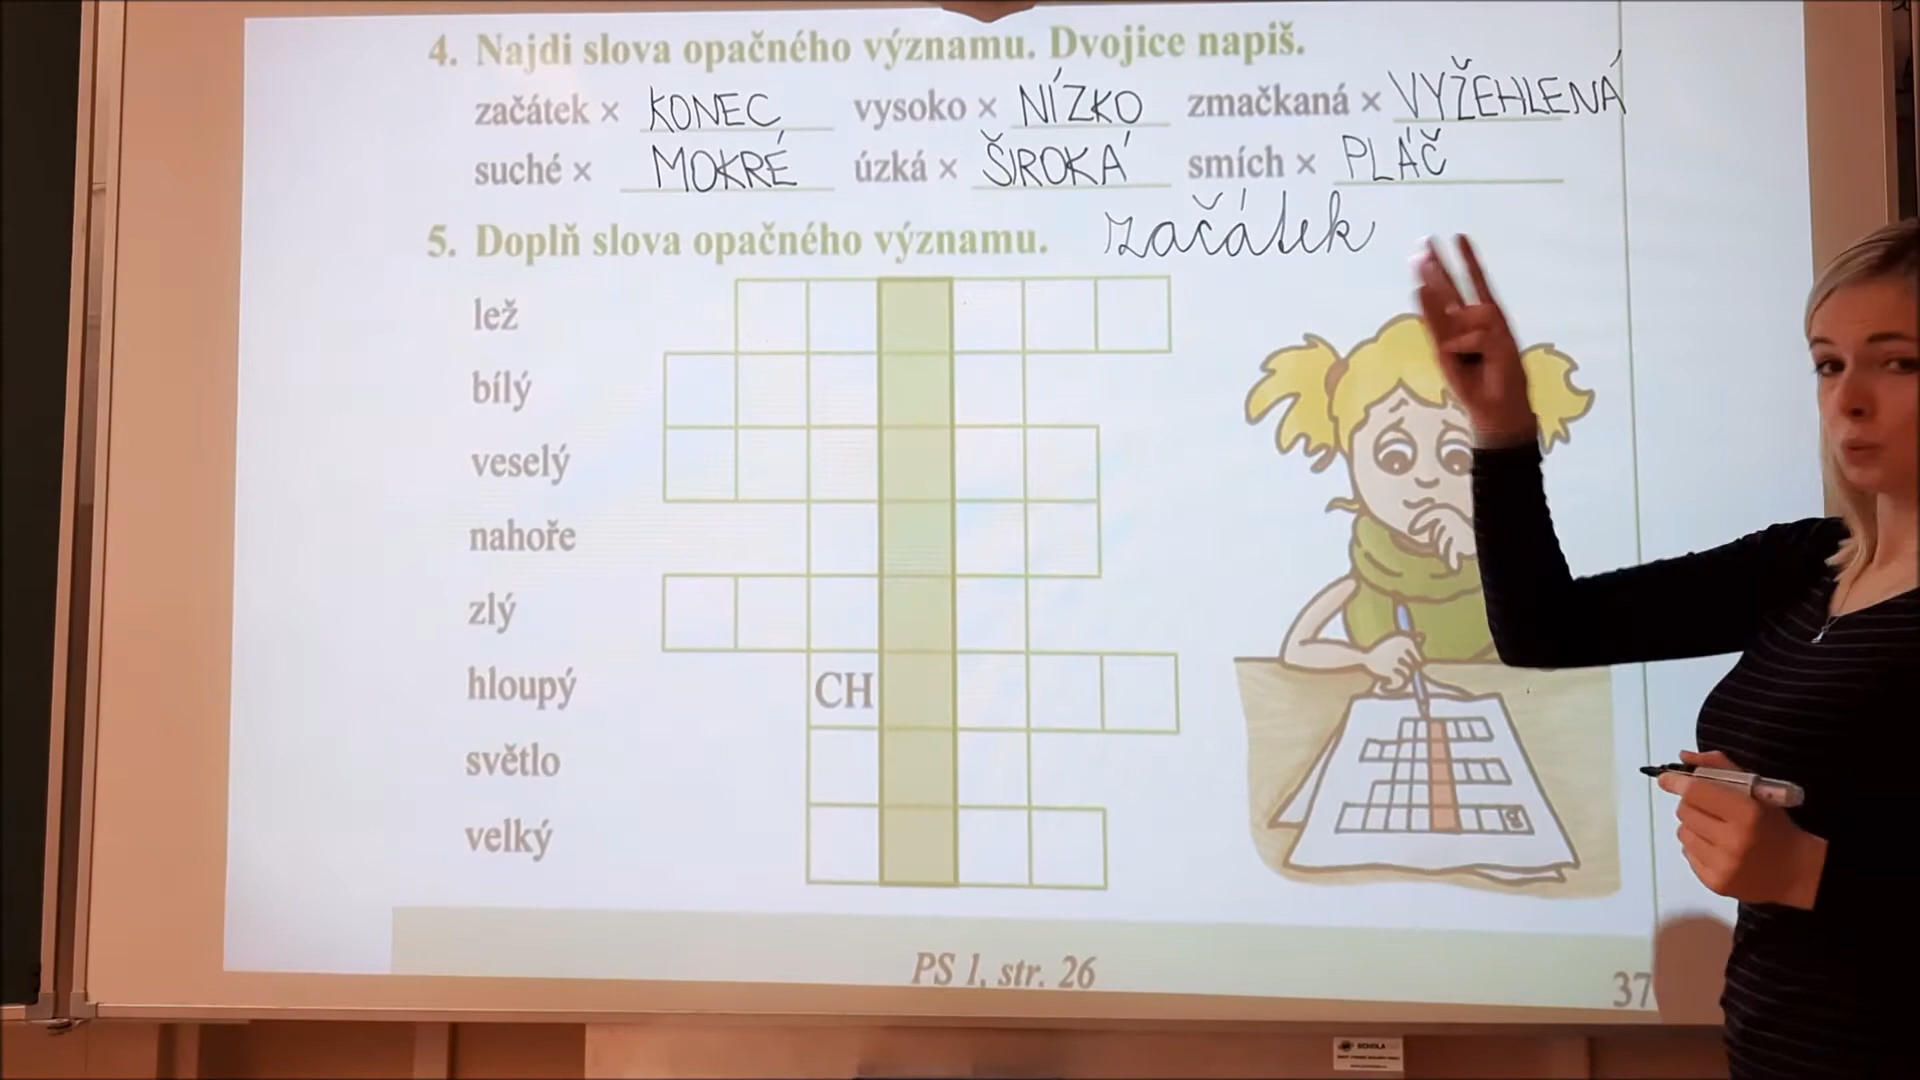 4. Najdi slova opačného významu. Dvojice napiš.
začátek × KONEC vysoko × NÍZKO zmačkaná × VYŽEHLENÁ
suché × MOKRÉ úzká × ŠIROKÁ smích × PLÁČ
5. Doplň slova opačného významu. začátek
lež
bílý
veselý
nahoře
zlý
hloupý CH
světlo
velký
PS 1, str. 26
37
SCHOLA